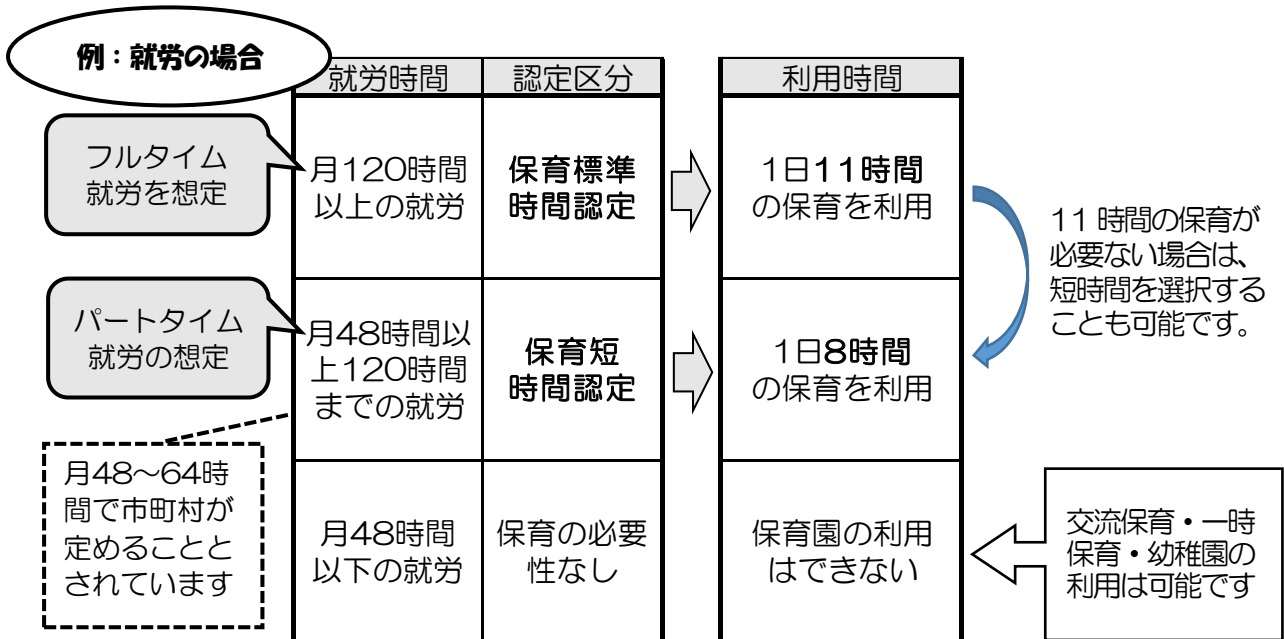 例：就労の場合
就労時間
認定区分
利用時間
フルタイム
就労を想定
月120時間
以上の就労
保育標準
時間認定
1日11時間
の保育を利用
11 時間の保育が
必要ない場合は、
短時間を選択する
ことも可能です。
パートタイム
就労の想定
月48時間以
上120時間
までの就労
保育短
時間認定
1日8時間
の保育を利用
月48～64時
間で市町村が
定めることと
されています
月48時間
以下の就労
保育の必要
性なし
保育園の利用
はできない
交流保育・一時
保育・幼稚園の
利用は可能です